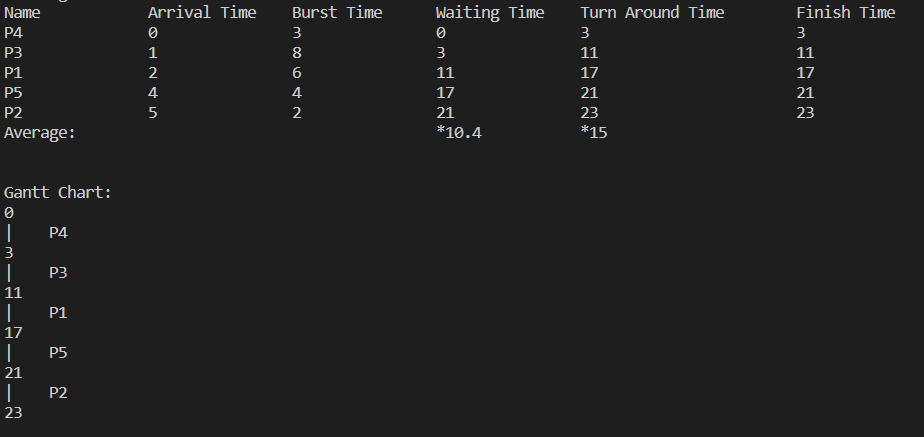 Name Arrival Time Burst Time Waiting Time Turn Around Time Finish Time
P4 0 3 0 3 3
P3 1 8 3 11 11
P1 2 6 11 17 17
P5 4 4 17 21 21
P2 5 2 21 23 23
Average: *10.4 *15
Gantt Chart:
0
| P4
3
| P3
11
| P1
17
| P5
21
| P2
23